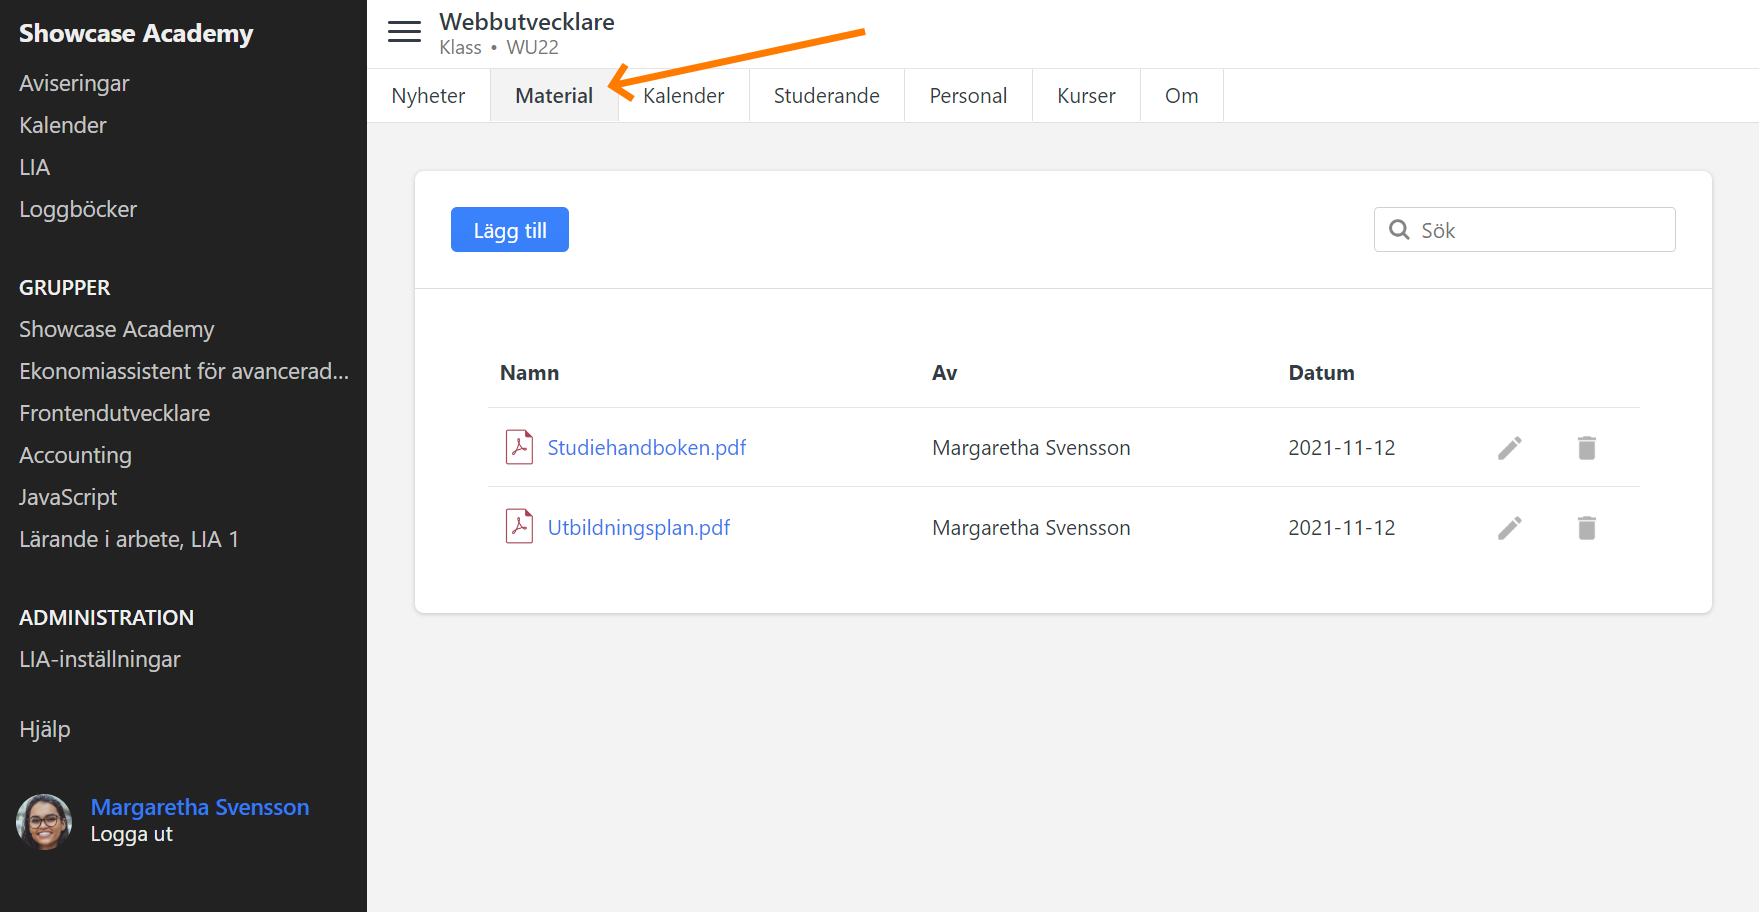 Showcase Academy
Aviseringar
Kalender
LIA
Loggböcker
GRUPPER
Showcase Academy
Ekonomiassistent för avancerad...
Frontendutvecklare
Accounting
JavaScript
Lärande i arbete, LIA 1
ADMINISTRATION
LIA-inställningar
Hjälp
Margaretha Svensson
Logga ut
Webbutvecklare
Klass • WU22
Nyheter Material Kalender Studerande Personal Kurser Om
Lägg till Sök
Namn Av Datum
Studiehandboken.pdf Margaretha Svensson 2021-11-12
Utbildningsplan.pdf Margaretha Svensson 2021-11-12